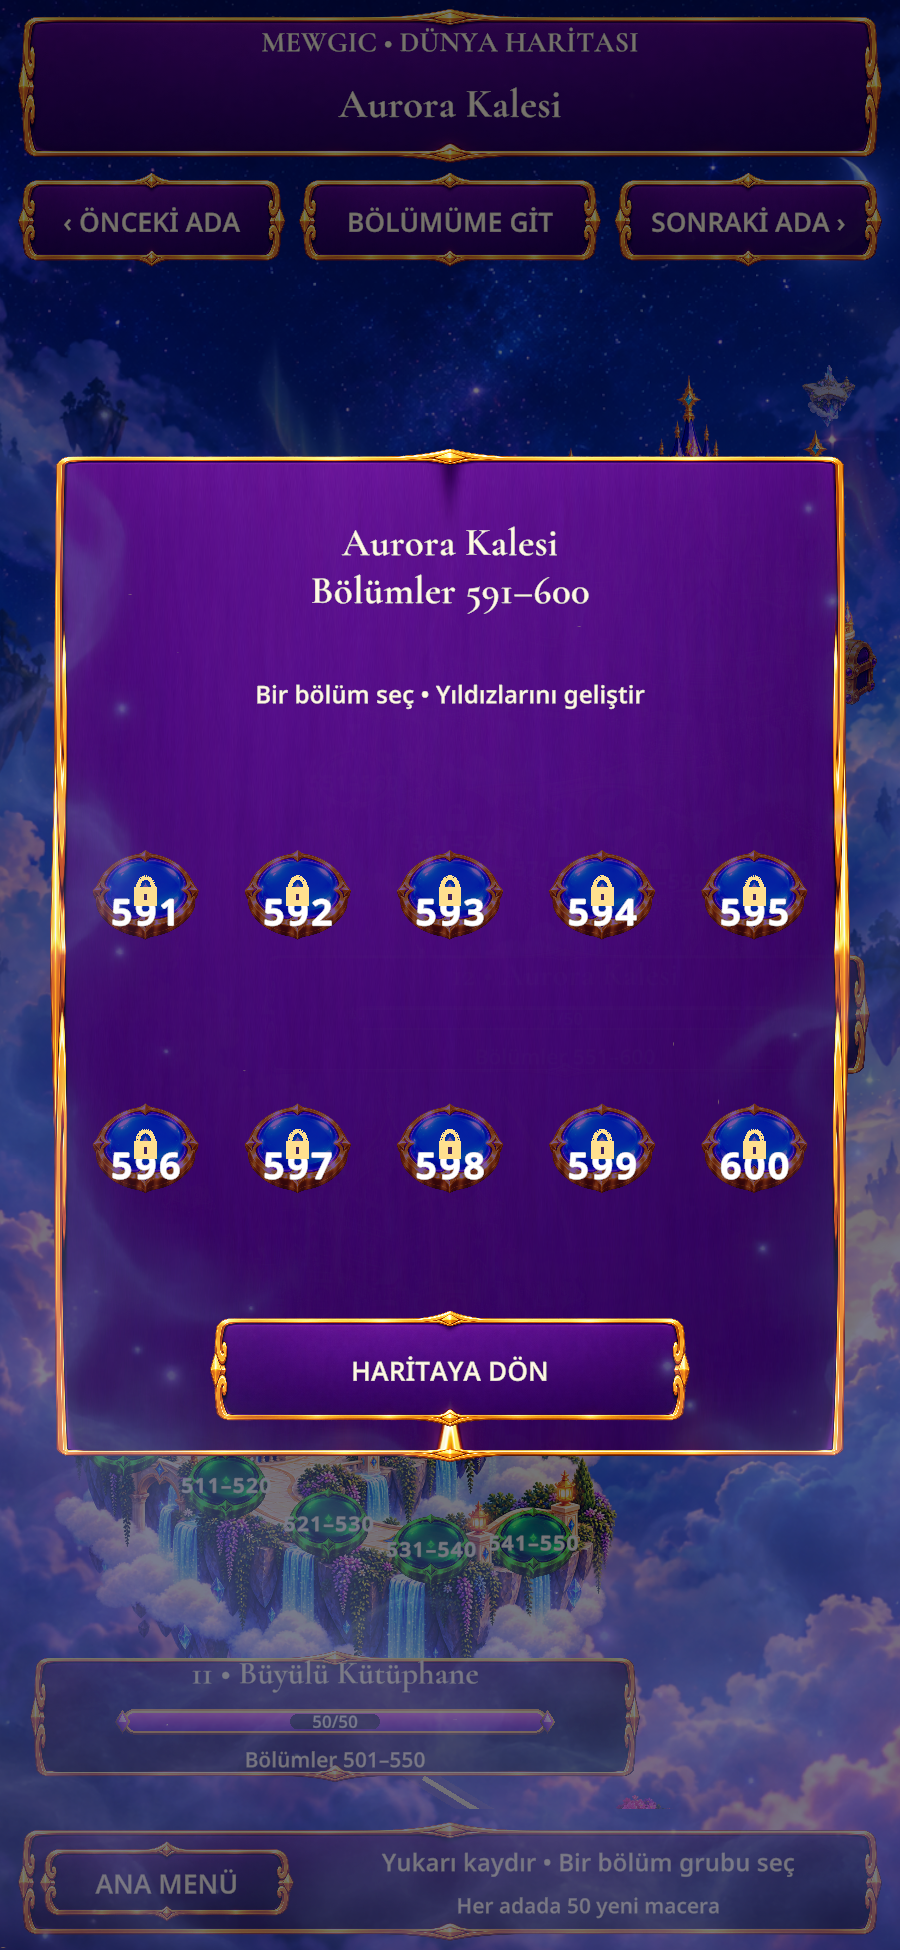 MEWGIC • DÜNYA HARİTASI
Aurora Kalesi
‹ ÖNCEKİ ADA
BÖLÜMÜME GİT
SONRAKİ ADA ›
Aurora Kalesi
Bölümler 591–600
Bir bölüm seç • Yıldızlarını geliştir
591
592
593
594
595
596
597
598
599
600
HARİTAYA DÖN
511–520
521–530
531–540
541–550
11 • Büyülü Kütüphane
50/50
Bölümler 501–550
ANA MENÜ
Yukarı kaydır • Bir bölüm grubu seç
Her adada 50 yeni macera